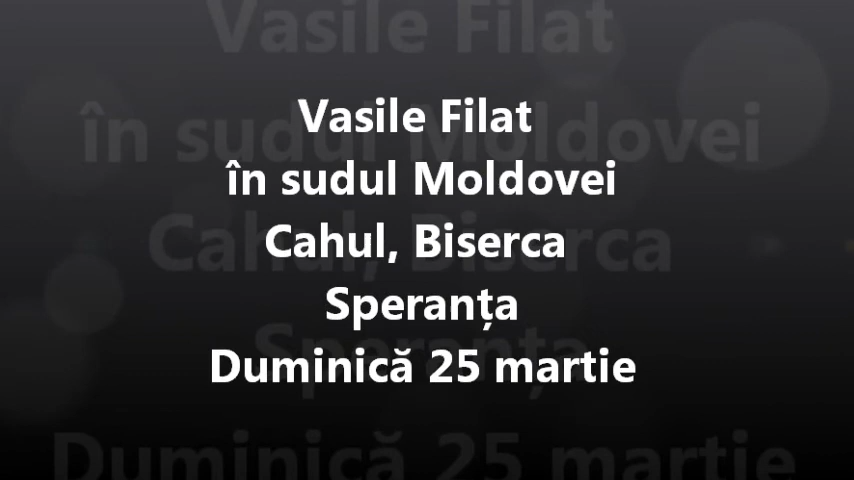 Vasile Filat
în sudul Moldovei
Cahul, Biserca
Speranța
Duminică 25 martie